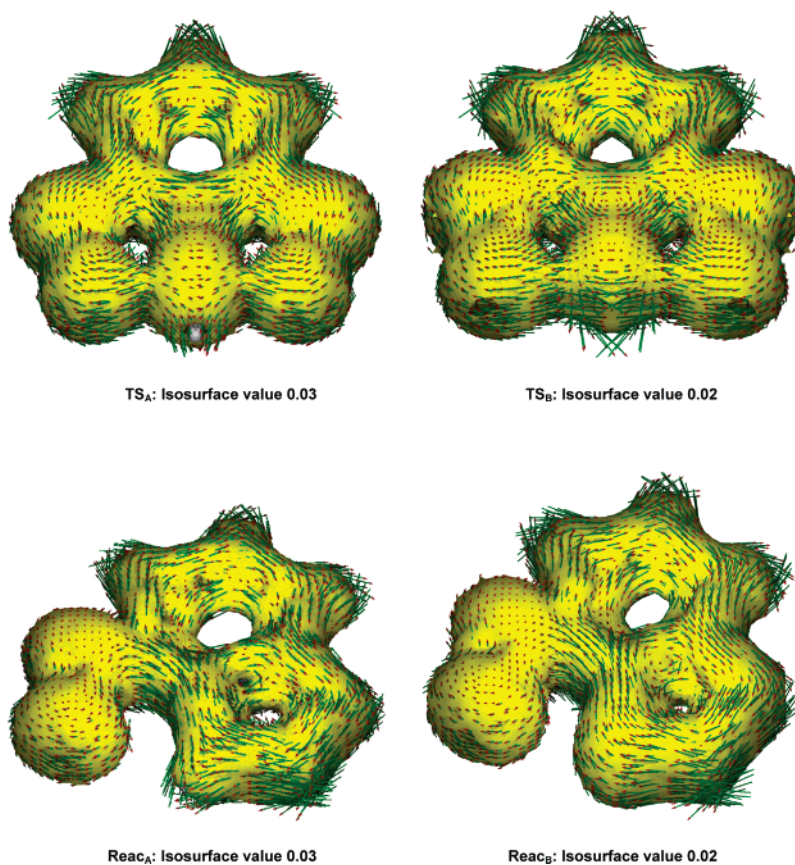 TSA: Isosurface value 0.03
TSB: Isosurface value 0.02
ReacA: Isosurface value 0.03
ReacB: Isosurface value 0.02